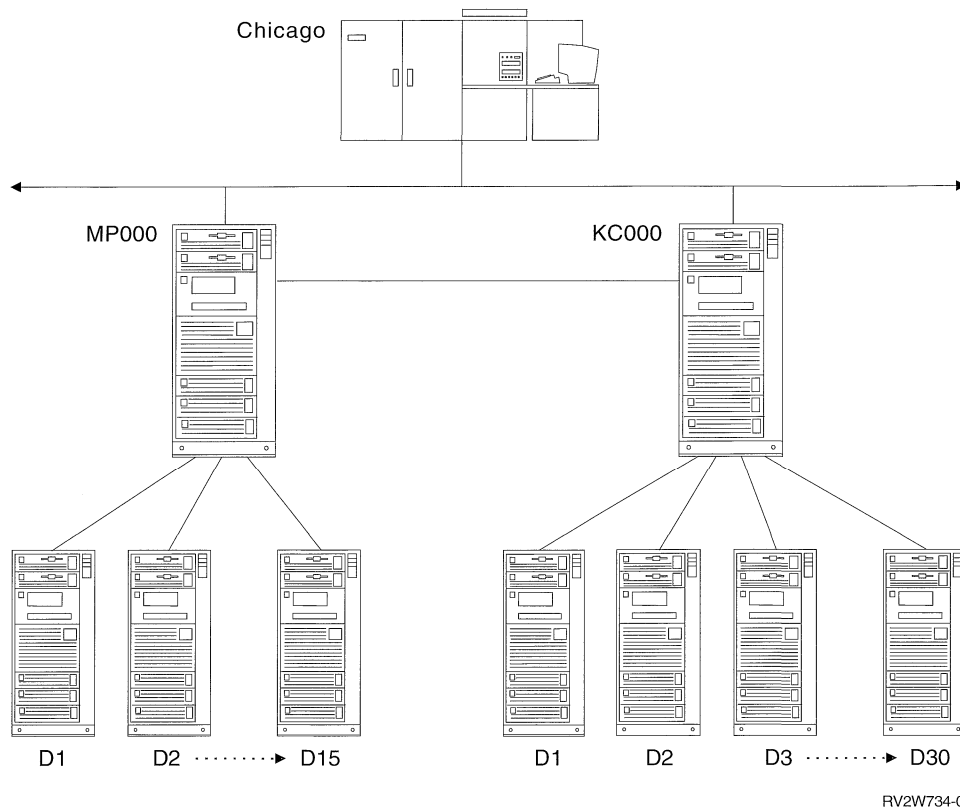 Chicago
MP000
KC000
D1 D2 D15 D1 D2 D3 D30
RV2W734-0